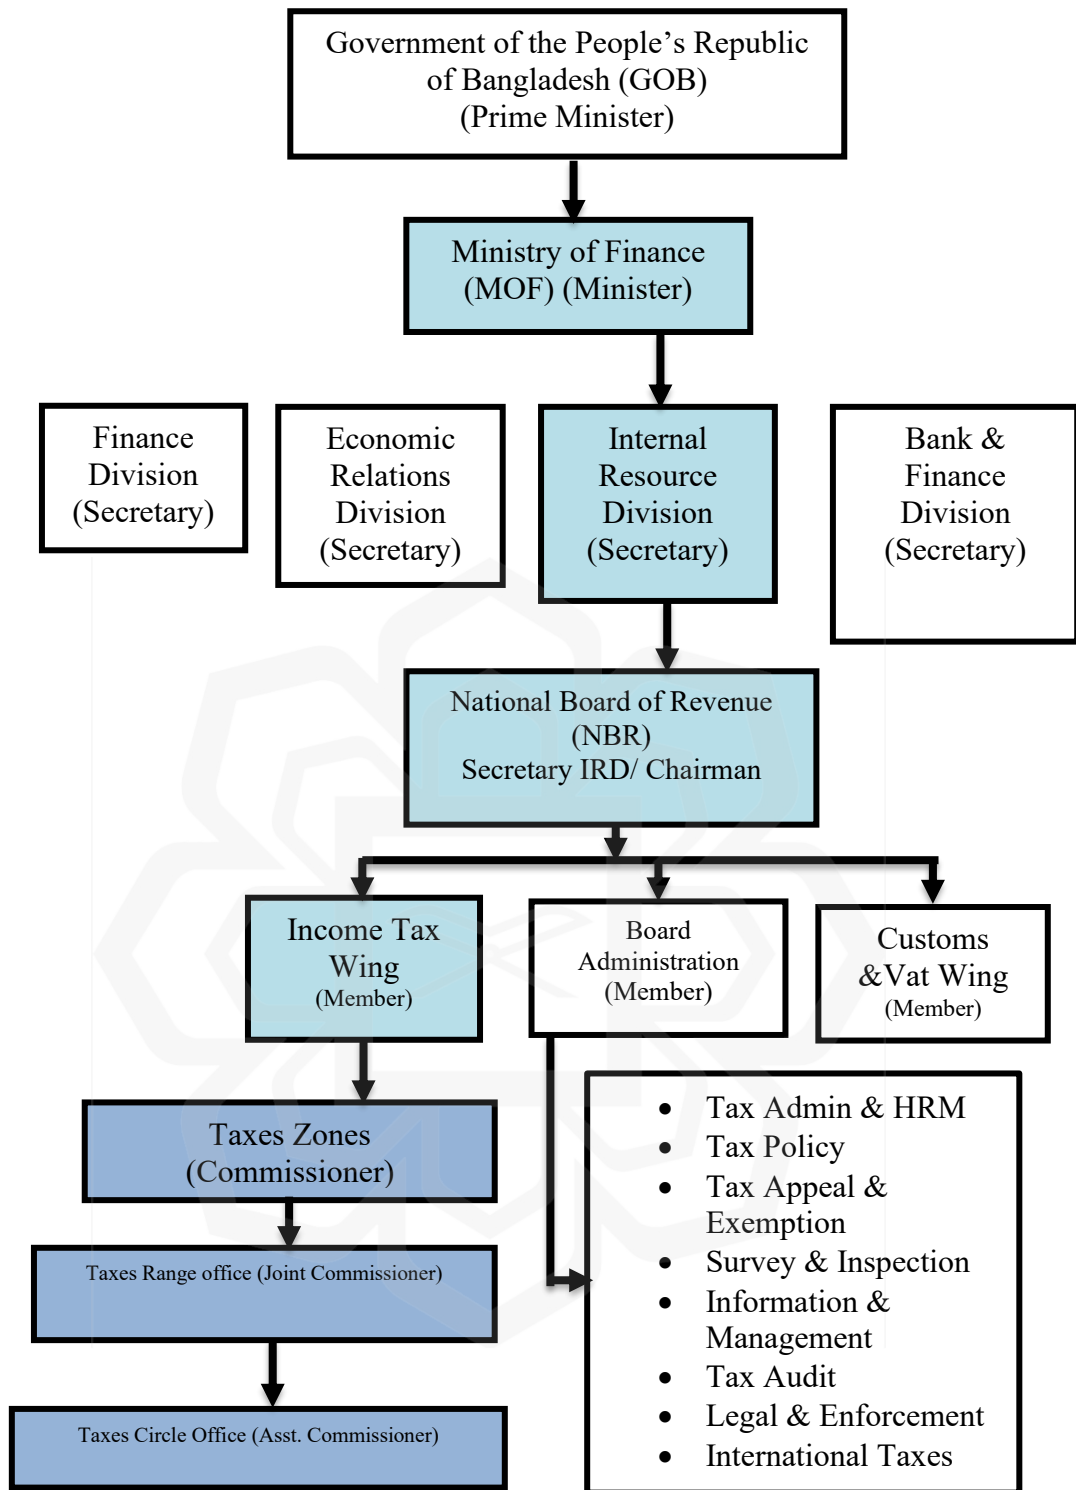 Government of the People’s Republic
of Bangladesh (GOB)
(Prime Minister)
Ministry of Finance
(MOF) (Minister)
Finance
Division
(Secretary)
Economic
Relations
Division
(Secretary)
Internal
Resource
Division
(Secretary)
Bank &
Finance
Division
(Secretary)
National Board of Revenue
(NBR)
Secretary IRD/ Chairman
Income Tax
Wing
(Member)
Board
Administration
(Member)
Customs
&Vat Wing
(Member)
Taxes Zones
(Commissioner)
Taxes Range office (Joint Commissioner)
Taxes Circle Office (Asst. Commissioner)
• Tax Admin & HRM
• Tax Policy
• Tax Appeal &
Exemption
• Survey & Inspection
• Information &
Management
• Tax Audit
• Legal & Enforcement
• International Taxes